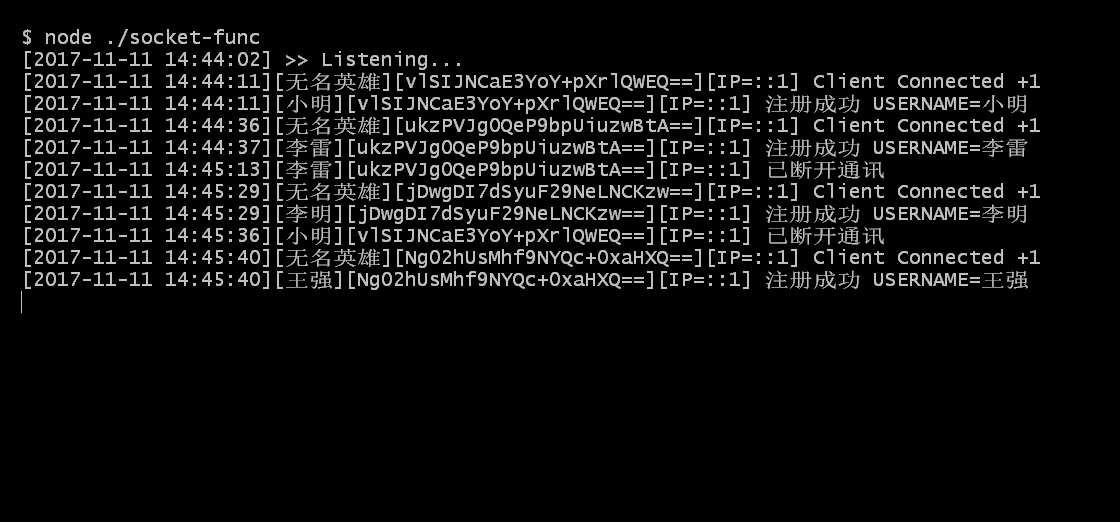 $ node ./socket-func
[2017-11-11 14:44:02] >> Listening...
[2017-11-11 14:44:11][无名英雄][vlSIJNCaE3YoY+pXrlQWEQ==][IP=::1] Client Connected +1
[2017-11-11 14:44:11][小明][vlSIJNCaE3YoY+pXrlQWEQ==][IP=::1] 注册成功 USERNAME=小明
[2017-11-11 14:44:36][无名英雄][ukzPVJgOQeP9bpUiuzwBtA==][IP=::1] Client Connected +1
[2017-11-11 14:44:37][李雷][ukzPVJgOQeP9bpUiuzwBtA==][IP=::1] 注册成功 USERNAME=李雷
[2017-11-11 14:45:13][李雷][ukzPVJgOQeP9bpUiuzwBtA==][IP=::1] 已断开通讯
[2017-11-11 14:45:29][无名英雄][jDwgDI7dSyuF29NeLNCKzw==][IP=::1] Client Connected +1
[2017-11-11 14:45:29][李明][jDwgDI7dSyuF29NeLNCKzw==][IP=::1] 注册成功 USERNAME=李明
[2017-11-11 14:45:36][小明][vlSIJNCaE3YoY+pXrlQWEQ==][IP=::1] 已断开通讯
[2017-11-11 14:45:40][无名英雄][NgO2hUsMhf9NYQc+OxaHXQ==][IP=::1] Client Connected +1
[2017-11-11 14:45:40][王强][NgO2hUsMhf9NYQc+OxaHXQ==][IP=::1] 注册成功 USERNAME=王强